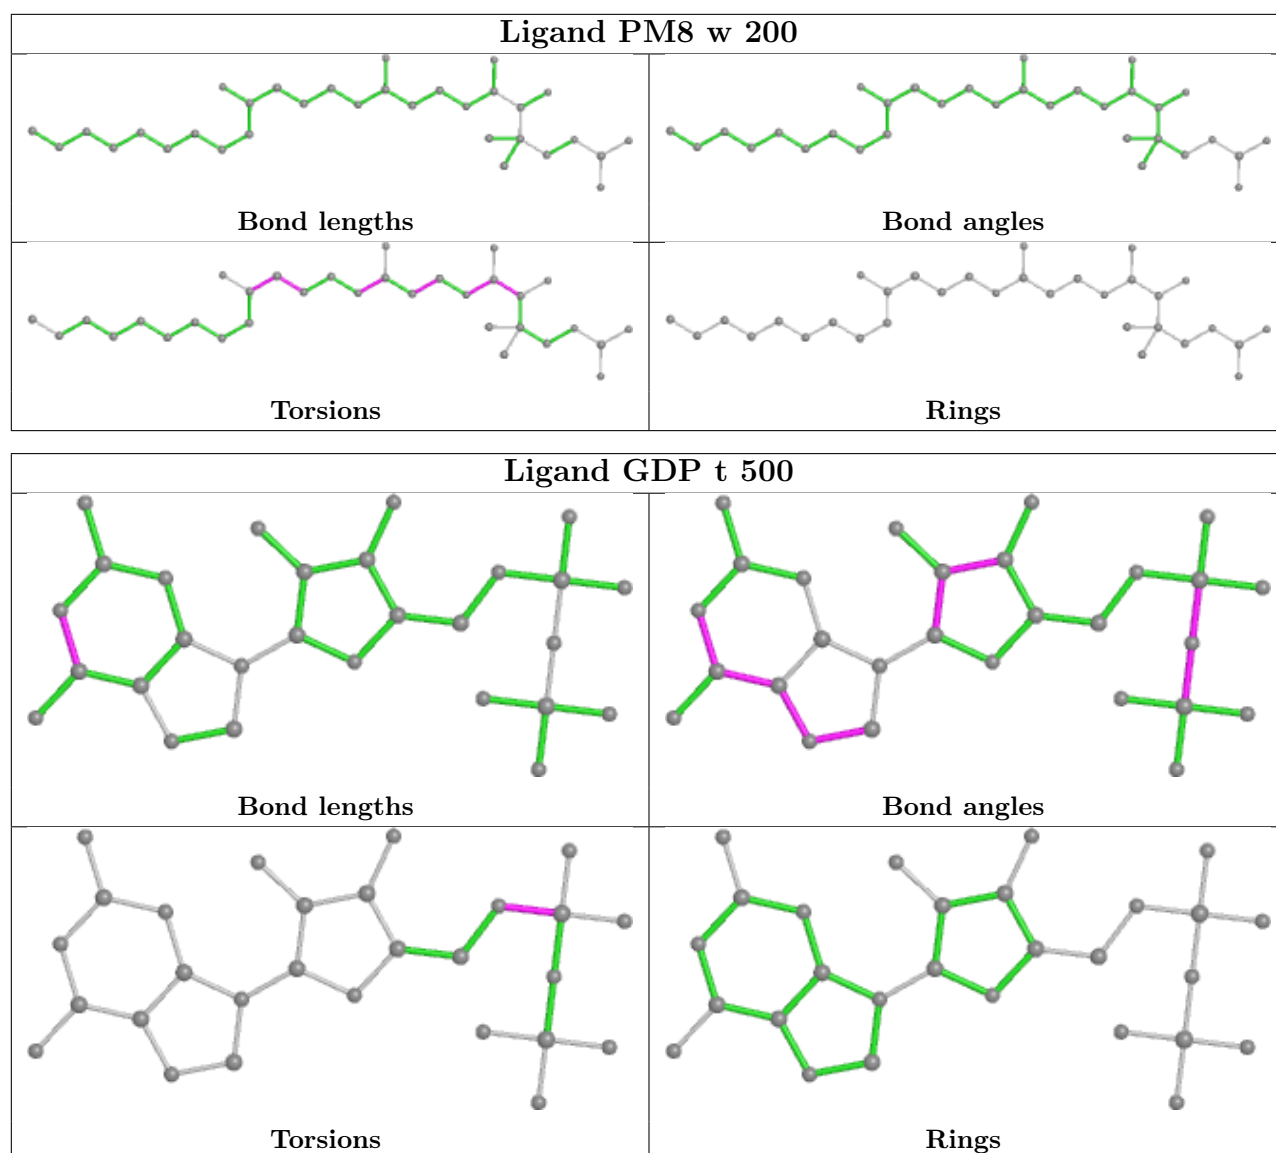 Ligand PM8 w 200
Bond lengths
Bond angles
Torsions
Rings
Ligand GDP t 500
Bond lengths
Bond angles
Torsions
Rings